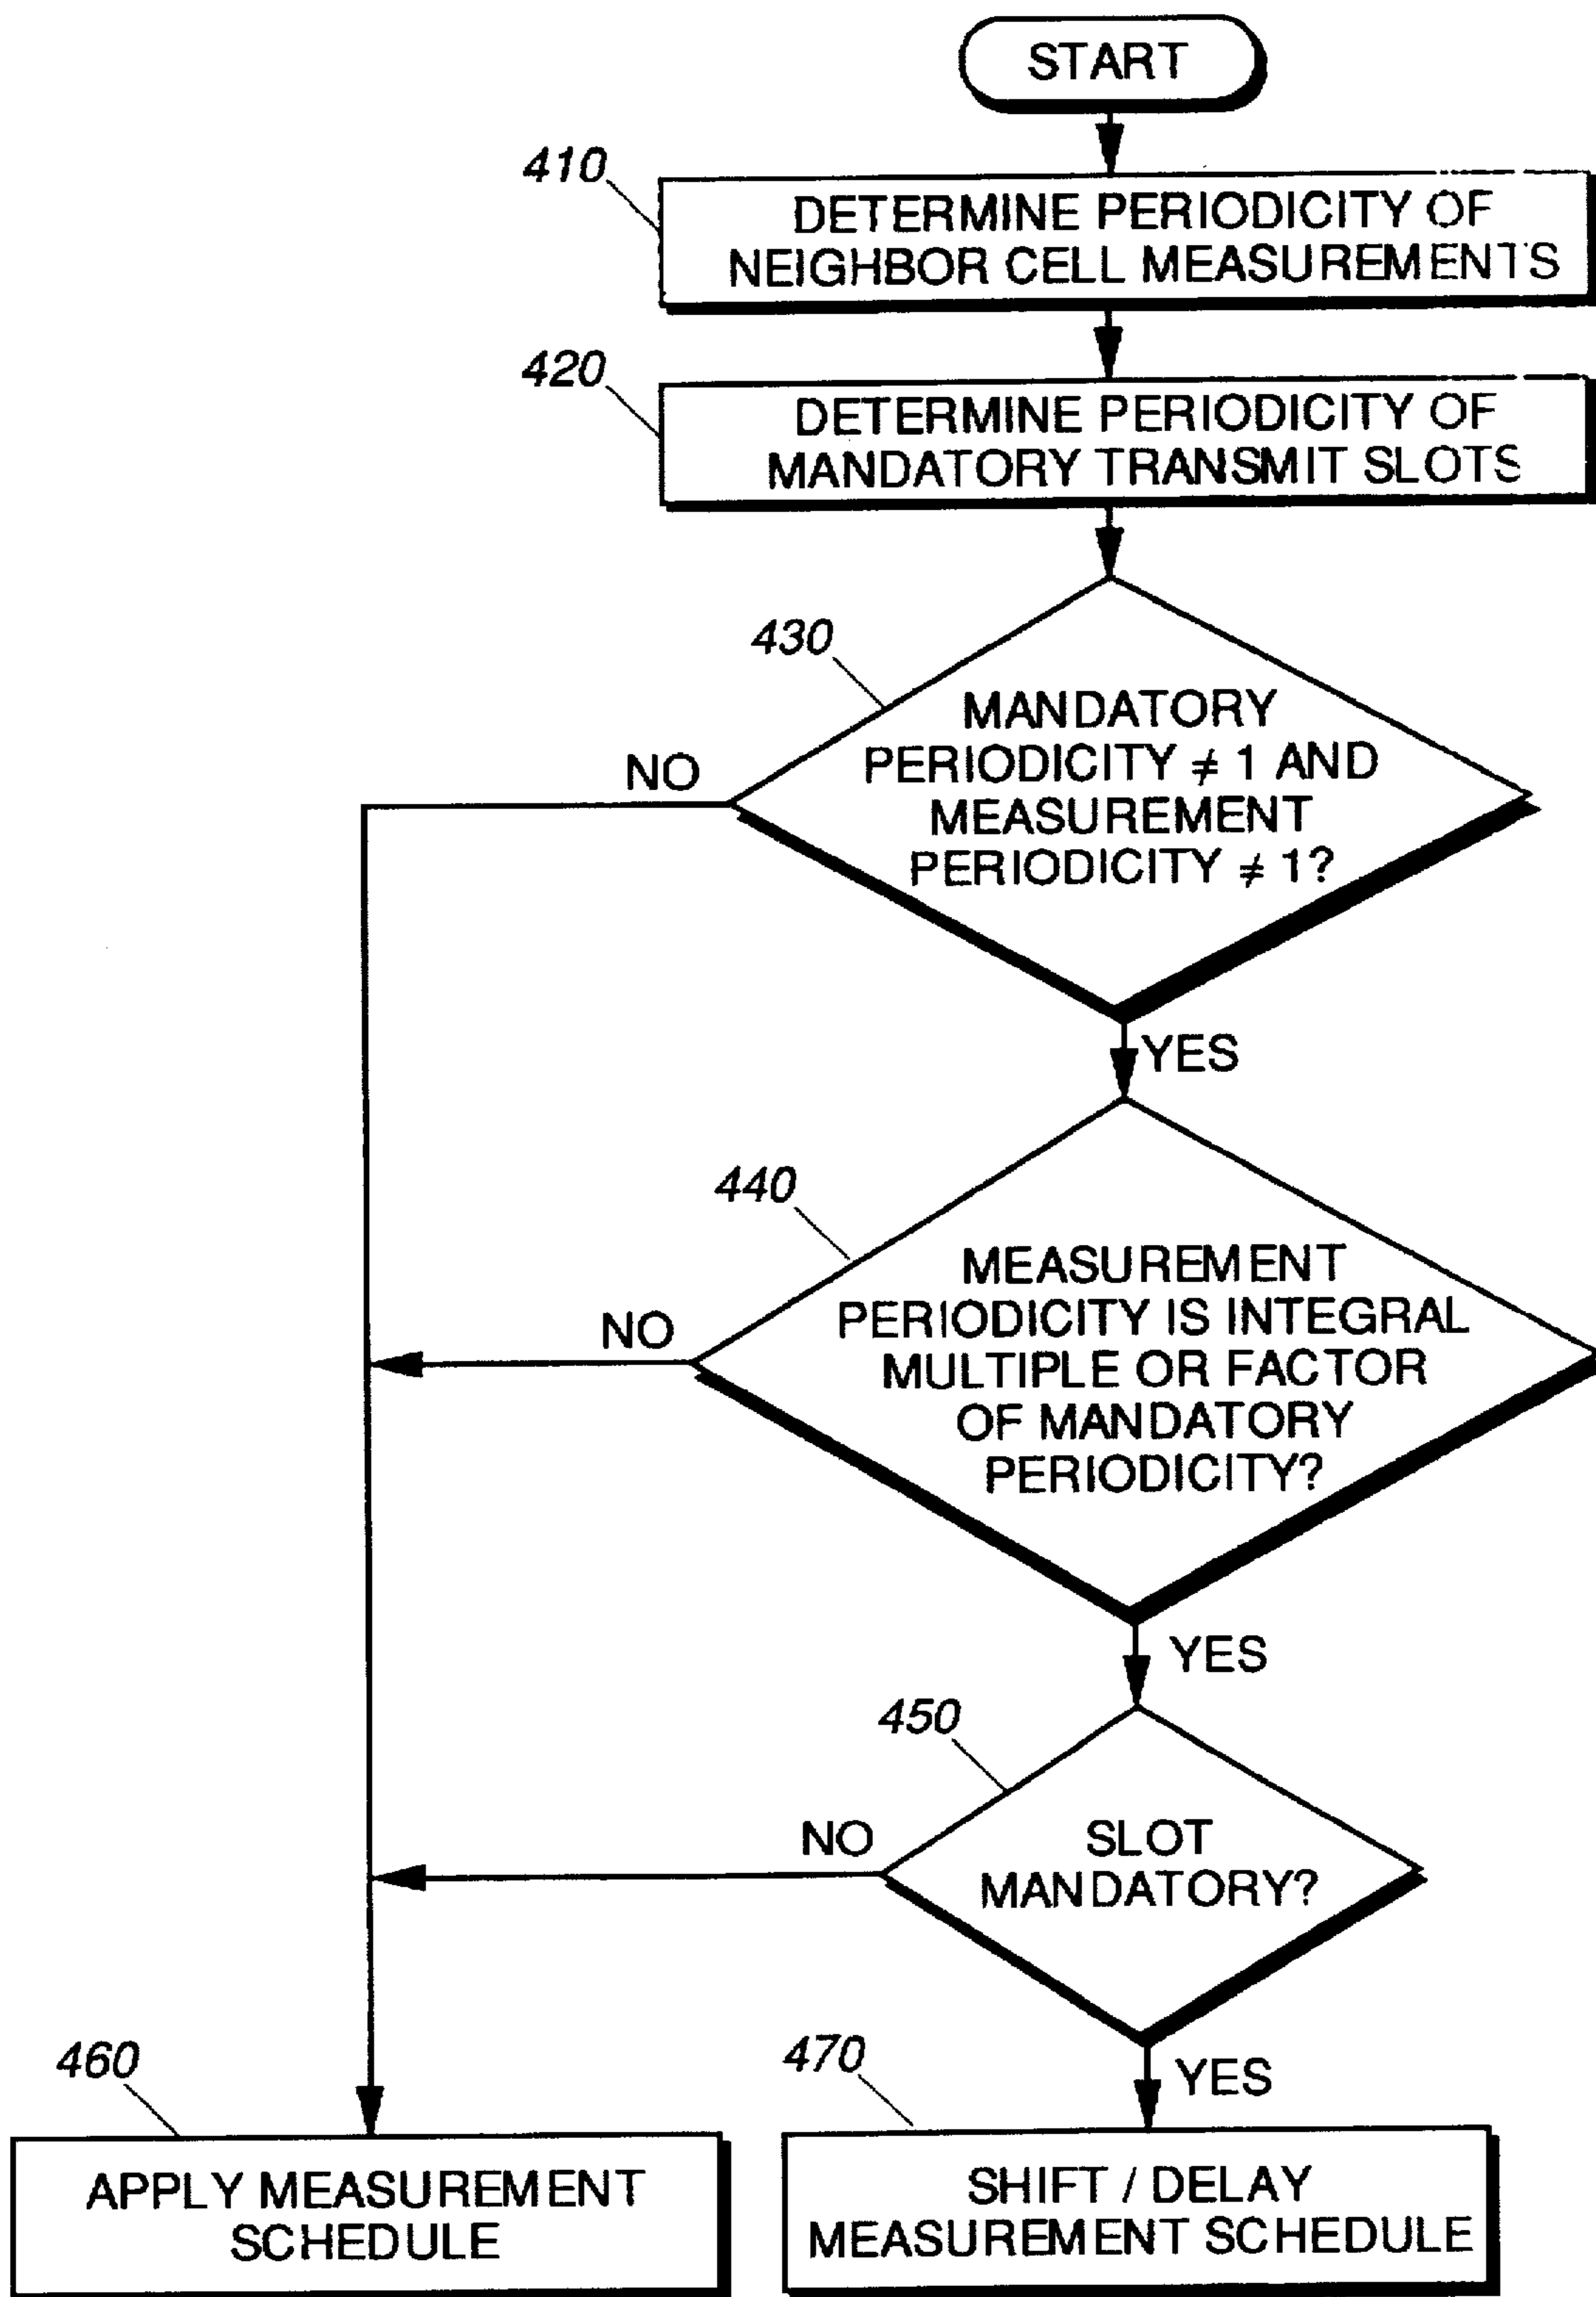 START
410
DETERMINE PERIODICITY OF
NEIGHBOR CELL MEASUREMENTS
420
DETERMINE PERIODICITY OF
MANDATORY TRANSMIT SLOTS
430
MANDATORY
PERIODICITY ≠ 1 AND
MEASUREMENT
PERIODICITY ≠ 1?
NO
YES
440
MEASUREMENT
PERIODICITY IS INTEGRAL
MULTIPLE OR FACTOR
OF MANDATORY
PERIODICITY?
NO
YES
450
SLOT
MANDATORY?
NO
YES
460
APPLY MEASUREMENT
SCHEDULE
470
SHIFT / DELAY
MEASUREMENT SCHEDULE